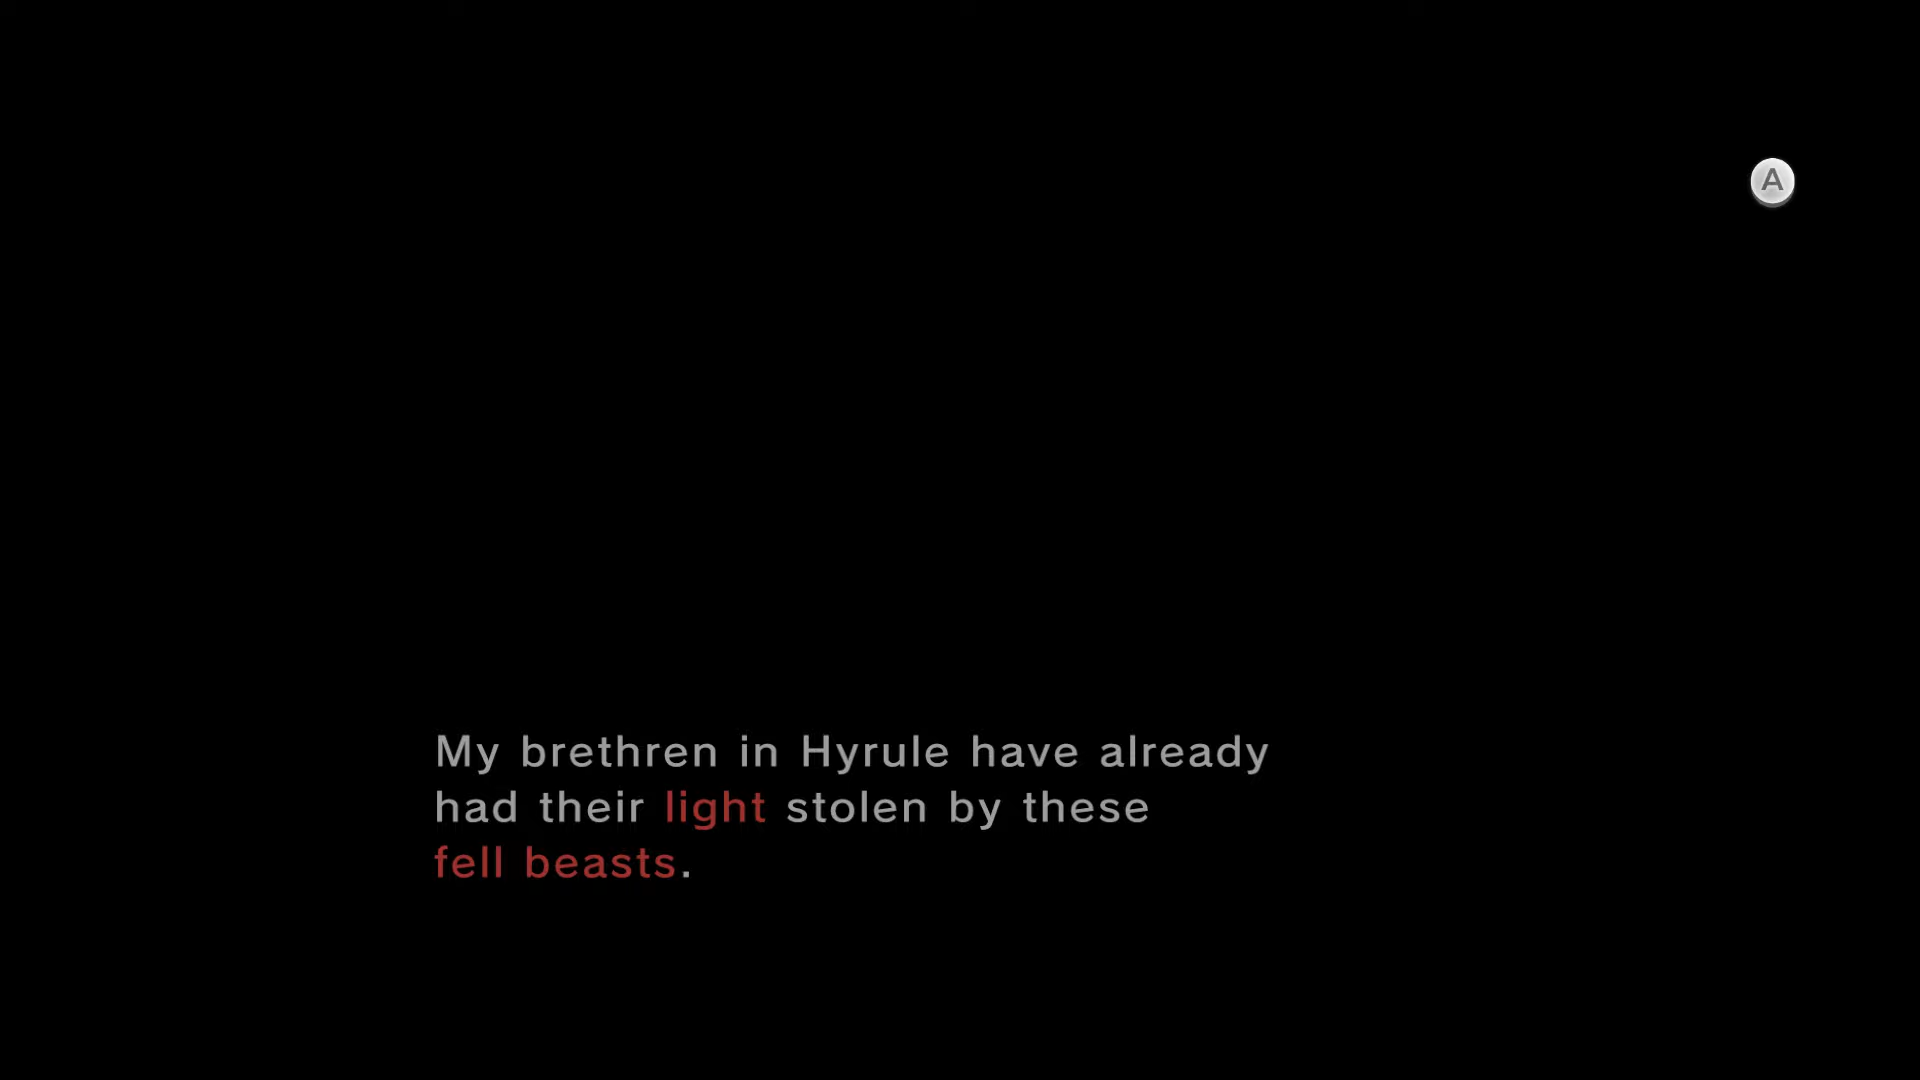 A
My brethren in Hyrule have already
had their light stolen by these
fell beasts.